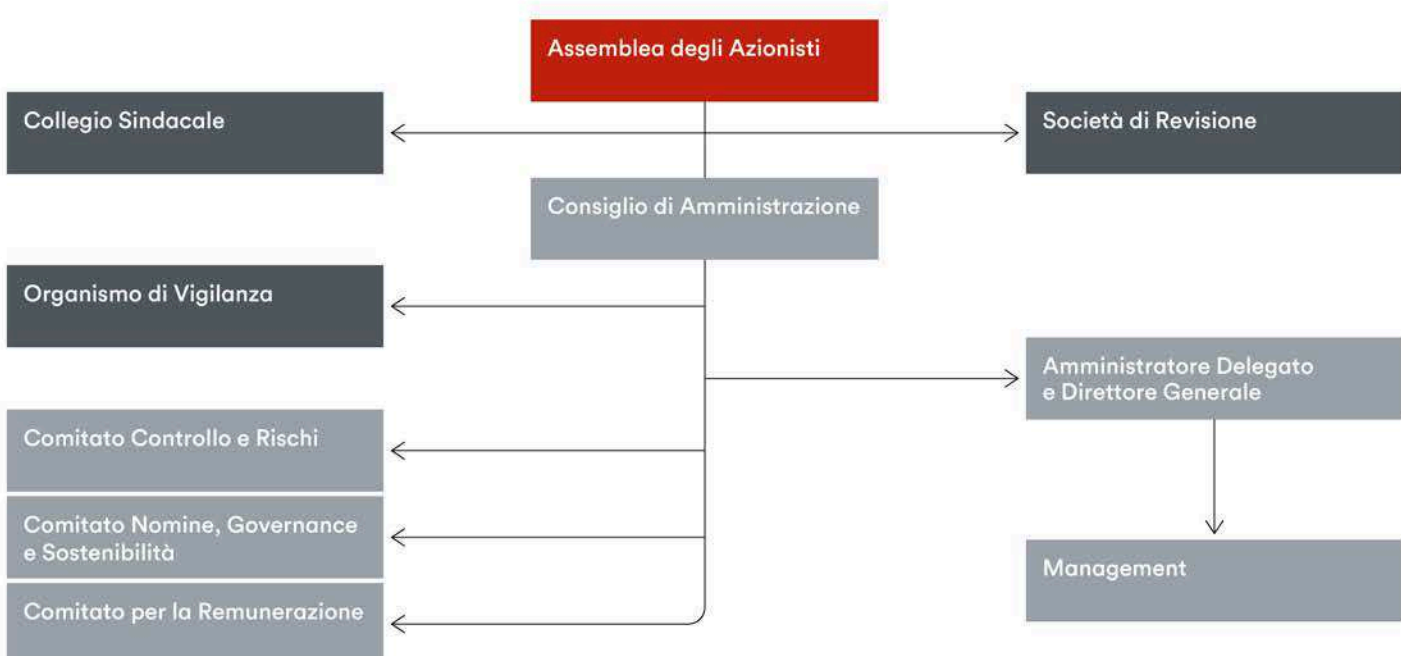 Assemblea degli Azionisti
Collegio Sindacale
Società di Revisione
Consiglio di Amministrazione
Organismo di Vigilanza
Amministratore Delegato
e Direttore Generale
Comitato Controllo e Rischi
Comitato Nomine, Governance
e Sostenibilità
Management
Comitato per la Remunerazione